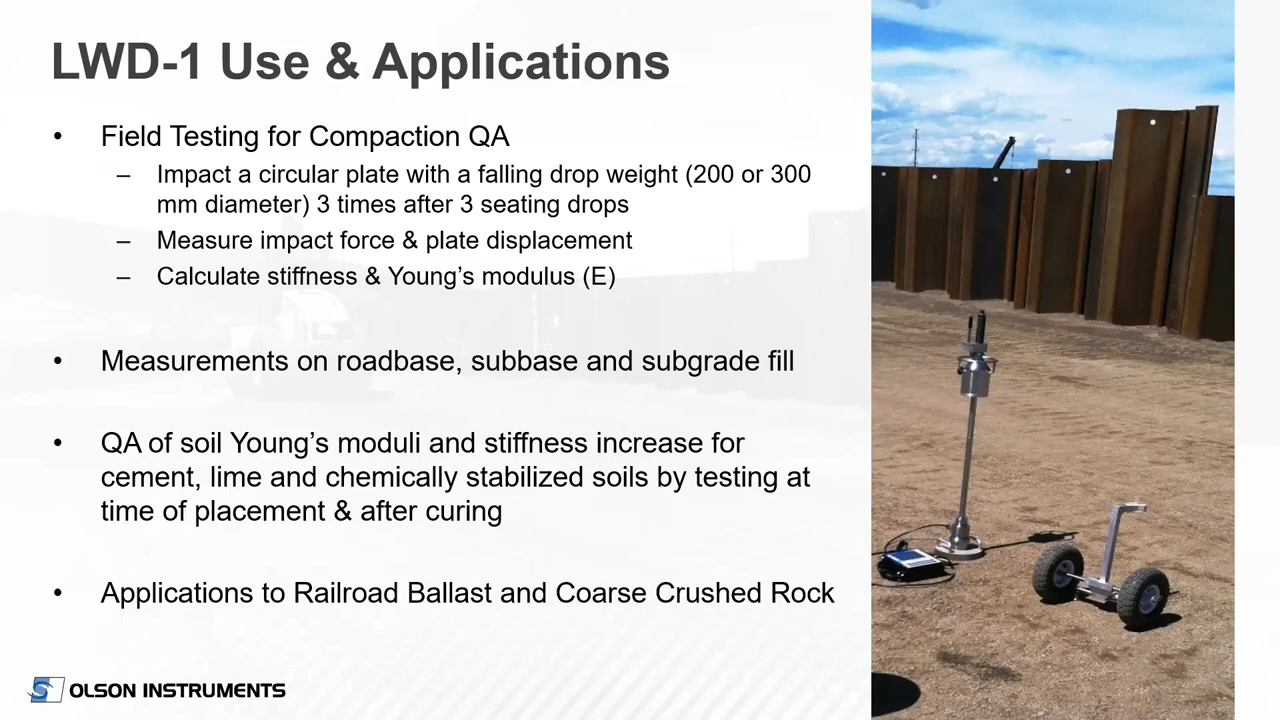 LWD-1 Use & Applications
• Field Testing for Compaction QA
– Impact a circular plate with a falling drop weight (200 or 300
mm diameter) 3 times after 3 seating drops
– Measure impact force & plate displacement
– Calculate stiffness & Young’s modulus (E)
• Measurements on roadbase, subbase and subgrade fill
• QA of soil Young’s moduli and stiffness increase for
cement, lime and chemically stabilized soils by testing at
time of placement & after curing
• Applications to Railroad Ballast and Coarse Crushed Rock
OLSON INSTRUMENTS